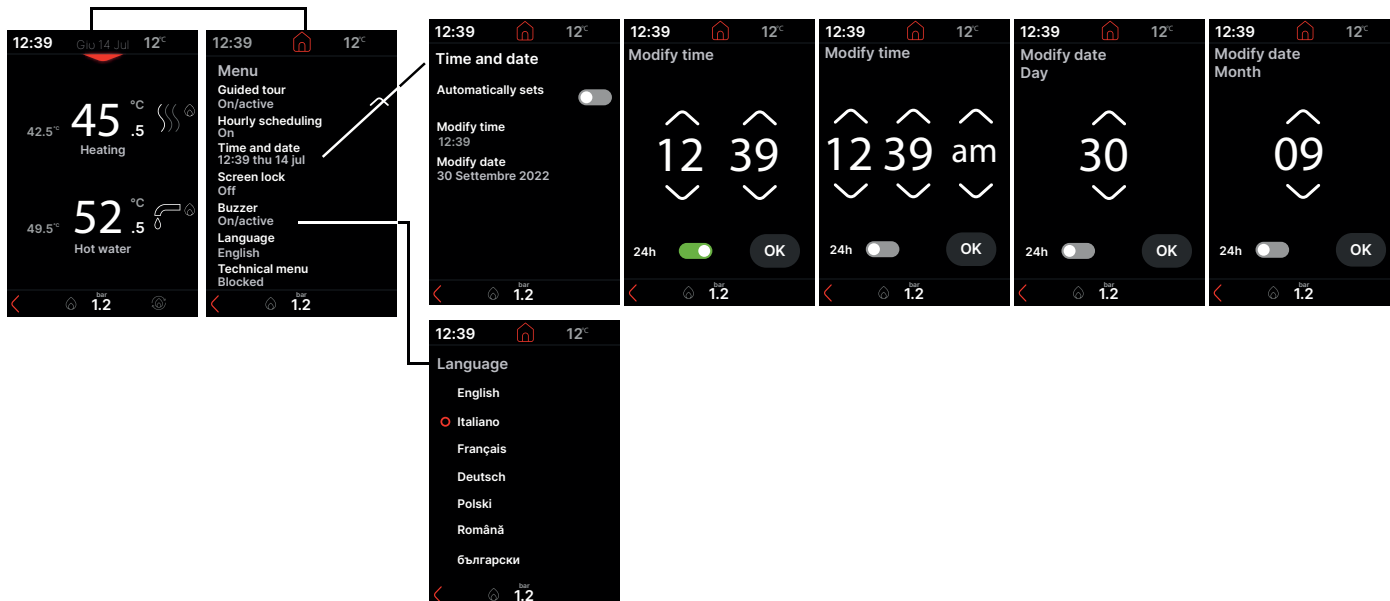 12:39 Gio 14 Jul 12°C
42.5°C 45 °C .5
Heating
49.5°C 52 °C .5
Hot water
bar
1.2
12:39 12°C
Menu
Guided tour
On/active
Hourly scheduling
On
Time and date
12:39 thu 14 jul
Screen lock
Off
Buzzer
On/active
Language
English
Technical menu
Blocked
bar
1.2
12:39 12°C
Time and date
Automatically sets
Modify time
12:39
Modify date
30 Settembre 2022
bar
1.2
12:39 12°C
Modify time
12 39
24h OK
bar
1.2
12:39 12°C
Modify time
12 39 am
24h OK
bar
1.2
12:39 12°C
Modify date
Day
30
24h OK
bar
1.2
12:39 12°C
Modify date
Month
09
24h OK
bar
1.2
12:39 12°C
Language
English
Italiano
Français
Deutsch
Polski
Română
български
bar
1.2